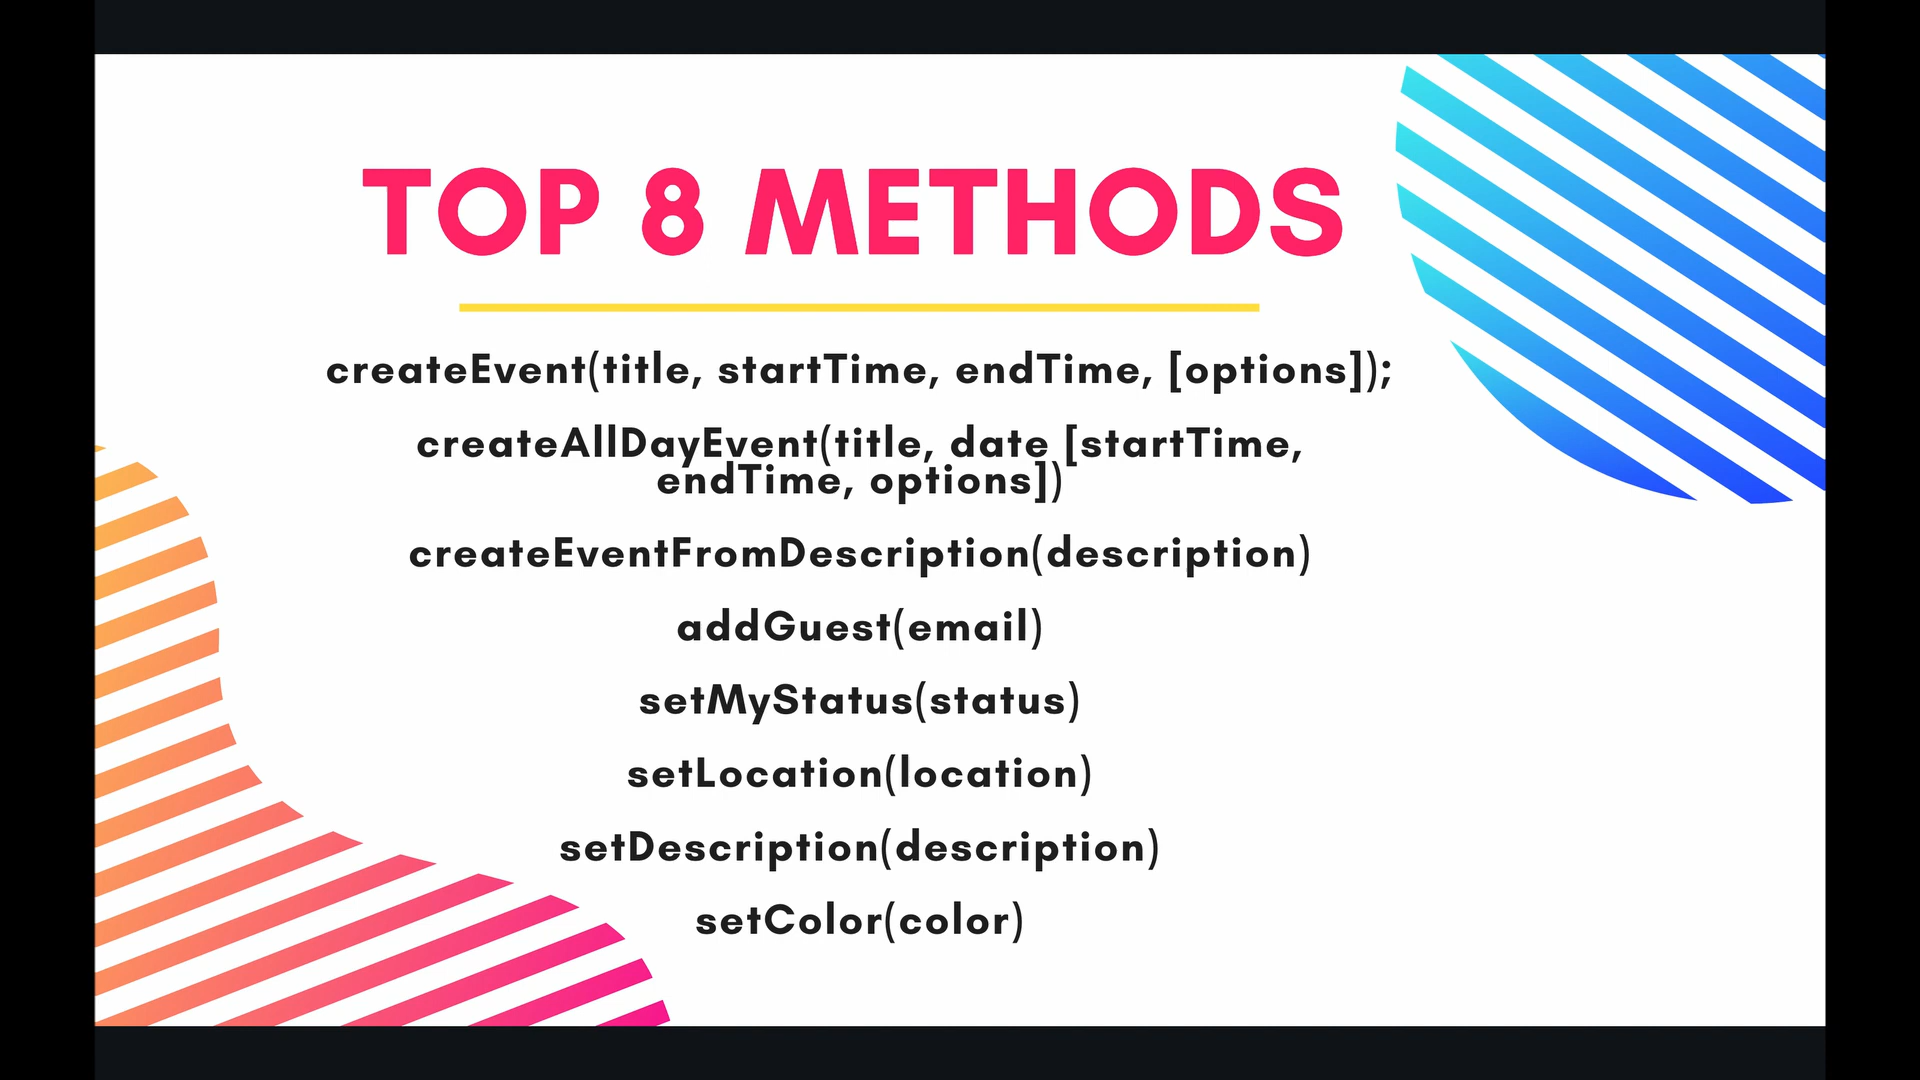 TOP 8 METHODS
createEvent(title, startTime, endTime, [options]);
createAllDayEvent(title, date [startTime,
endTime, options])
createEventFromDescription(description)
addGuest(email)
setMyStatus(status)
setLocation(location)
setDescription(description)
setColor(color)